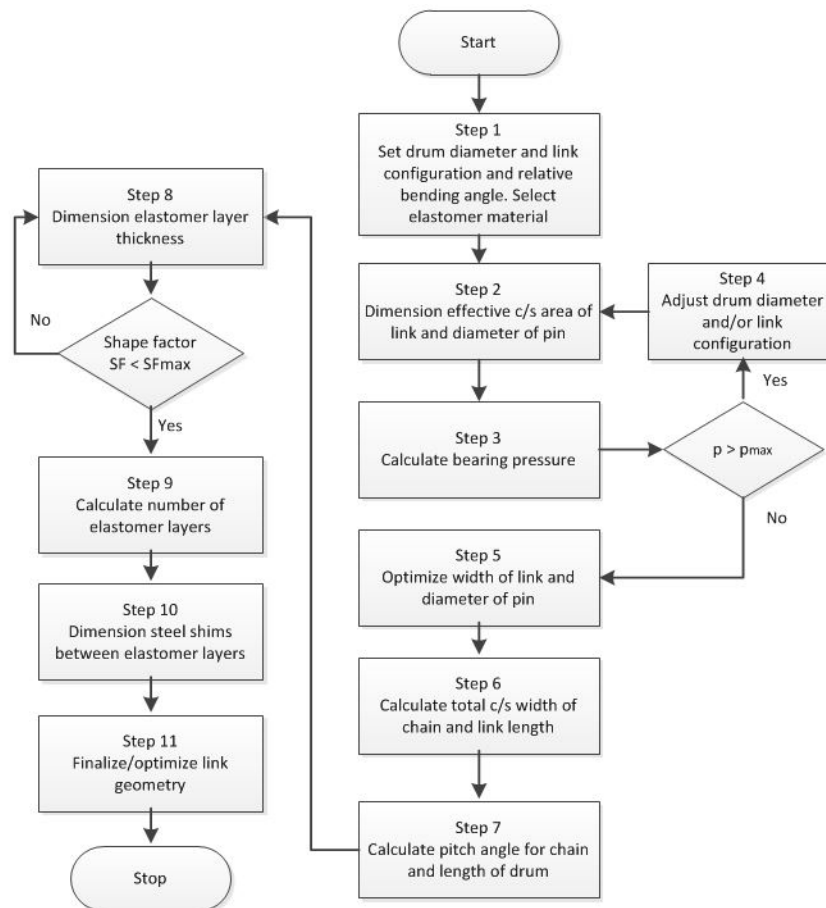 Start
Step 1
Set drum diameter and link
configuration and relative
bending angle. Select
elastomer material
Step 2
Dimension effective c/s area of
link and diameter of pin
Step 4
Adjust drum diameter
and/or link
configuration
Yes
Step 3
Calculate bearing pressure
p > pmax
No
Step 5
Optimize width of link and
diameter of pin
Step 6
Calculate total c/s width of
chain and link length
Step 7
Calculate pitch angle for chain
and length of drum
Step 8
Dimension elastomer layer
thickness
No
Shape factor
SF < SFmax
Yes
Step 9
Calculate number of
elastomer layers
Step 10
Dimension steel shims
between elastomer layers
Step 11
Finalize/optimize link
geometry
Stop